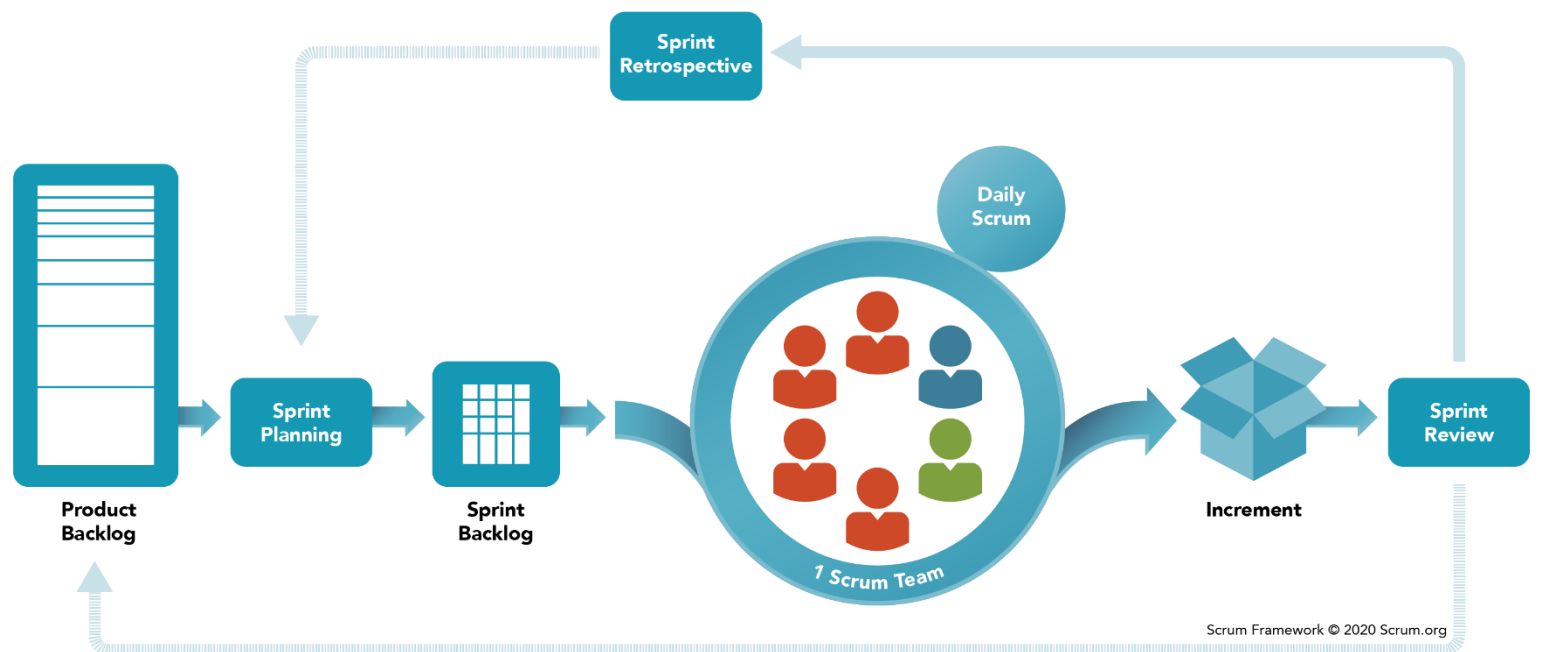 Sprint
Retrospective
Daily
Scrum
Sprint
Planning
Sprint
Review
Product
Backlog
Sprint
Backlog
Increment
1 Scrum Team
Scrum Framework © 2020 Scrum.org